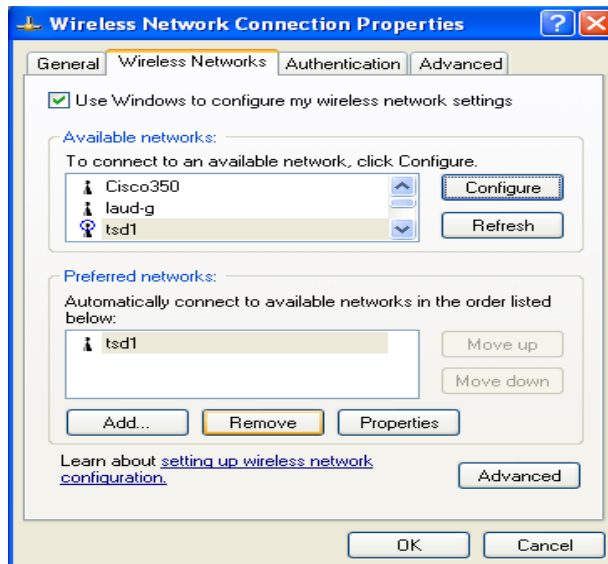 Wireless Network Connection Properties
General Wireless Networks Authentication Advanced
Use Windows to configure my wireless network settings
Available networks:
To connect to an available network, click Configure.
Cisco350
laud-g
tsd1
Configure
Refresh
Preferred networks:
Automatically connect to available networks in the order listed
below:
tsd1
Move up
Move down
Add... Remove Properties
Learn about setting up wireless network
configuration.
Advanced
OK Cancel